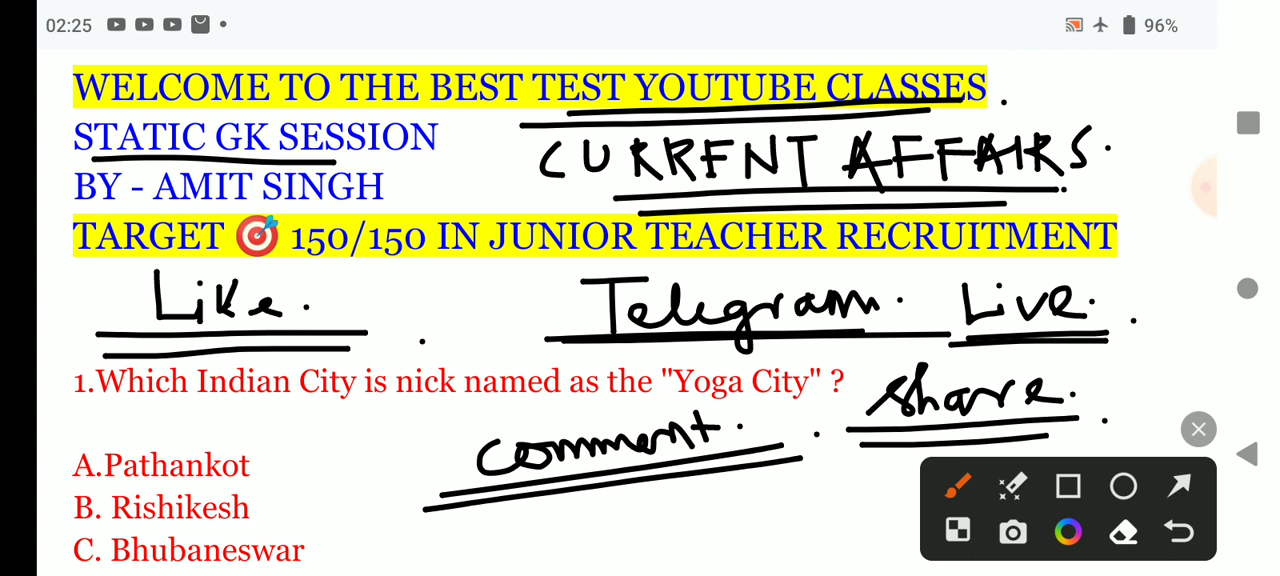 02:25 96%
WELCOME TO THE BEST TEST YOUTUBE CLASSES
STATIC GK SESSION
CURRENT AFFAIRS.
BY - AMIT SINGH
TARGET 🎯 150/150 IN JUNIOR TEACHER RECRUITMENT
Like. Telegram. Live.
1.Which Indian City is nick named as the "Yoga City" ?
share.
comment.
A.Pathankot
B. Rishikesh
C. Bhubaneswar